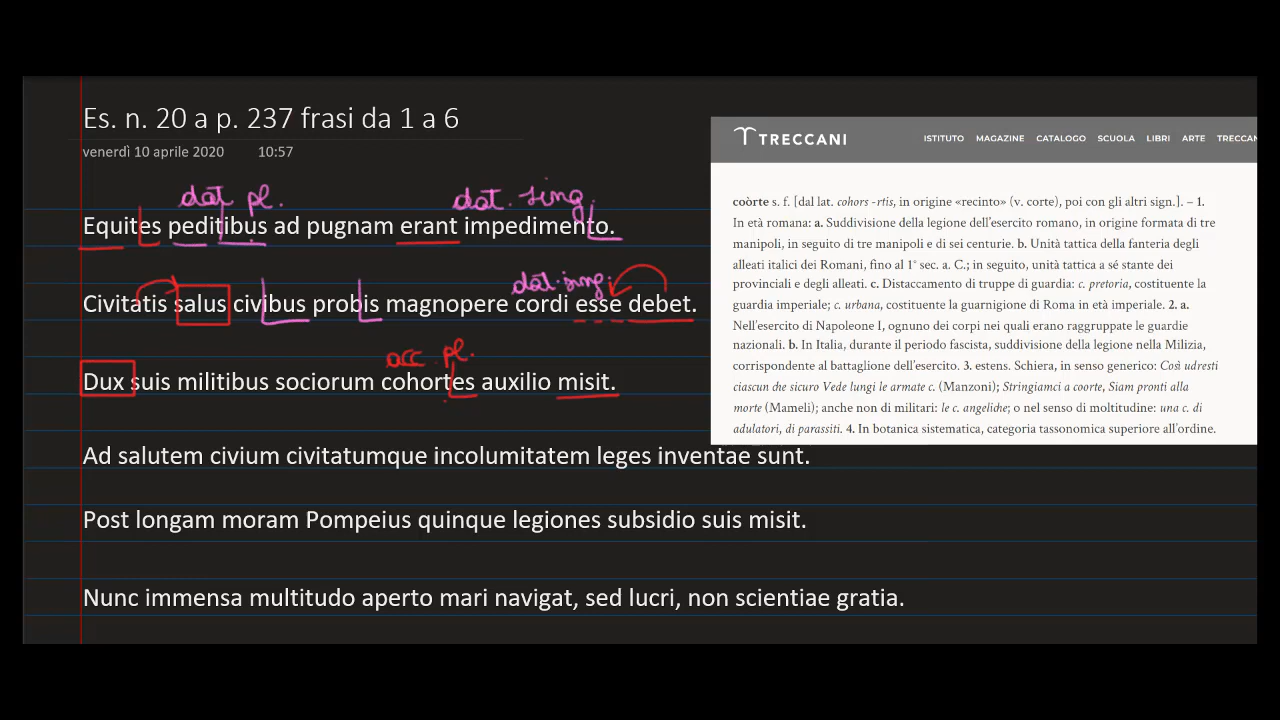 Es. n. 20 a p. 237 frasi da 1 a 6
venerdì 10 aprile 2020 10:57
dat pl. dat. sing.
Equites peditibus ad pugnam erant impedimento.
dat. sing.
Civitatis salus civibus probis magnopere cordi esse debet.
acc. pl.
Dux suis militibus sociorum cohortes auxilio misit.
Ad salutem civium civitatumque incolumitatem leges inventae sunt.
Post longam moram Pompeius quinque legiones subsidio suis misit.
Nunc immensa multitudo aperto mari navigat, sed lucri, non scientiae gratia.
TRECCANI ISTITUTO MAGAZINE CATALOGO SCUOLA LIBRI ARTE TRECCAN
coòrte s. f. [dal lat. cohors -rtis, in origine «recinto» (v. corte), poi con gli altri sign.]. – 1.
In età romana: a. Suddivisione della legione dell'esercito romano, in origine formata di tre
manipoli, in seguito di tre manipoli e di sei centurie. b. Unità tattica della fanteria degli
alleati italici dei Romani, fino al 1° sec. a. C.; in seguito, unità tattica a sé stante dei
provinciali e degli alleati. c. Distaccamento di truppe di guardia: c. pretoria, costituente la
guardia imperiale; c. urbana, costituente la guarnigione di Roma in età imperiale. 2. a.
Nell'esercito di Napoleone I, ognuno dei corpi nei quali erano raggruppate le guardie
nazionali. b. In Italia, durante il periodo fascista, suddivisione della legione nella Milizia,
corrispondente al battaglione dell'esercito. 3. estens. Schiera, in senso generico: Così udresti
ciascun che sicuro Vede lungi le armate c. (Manzoni); Stringiamci a coorte, Siam pronti alla
morte (Mameli); anche non di militari: le c. angeliche; o nel senso di moltitudine: una c. di
adulatori, di parassiti. 4. In botanica sistematica, categoria tassonomica superiore all'ordine.